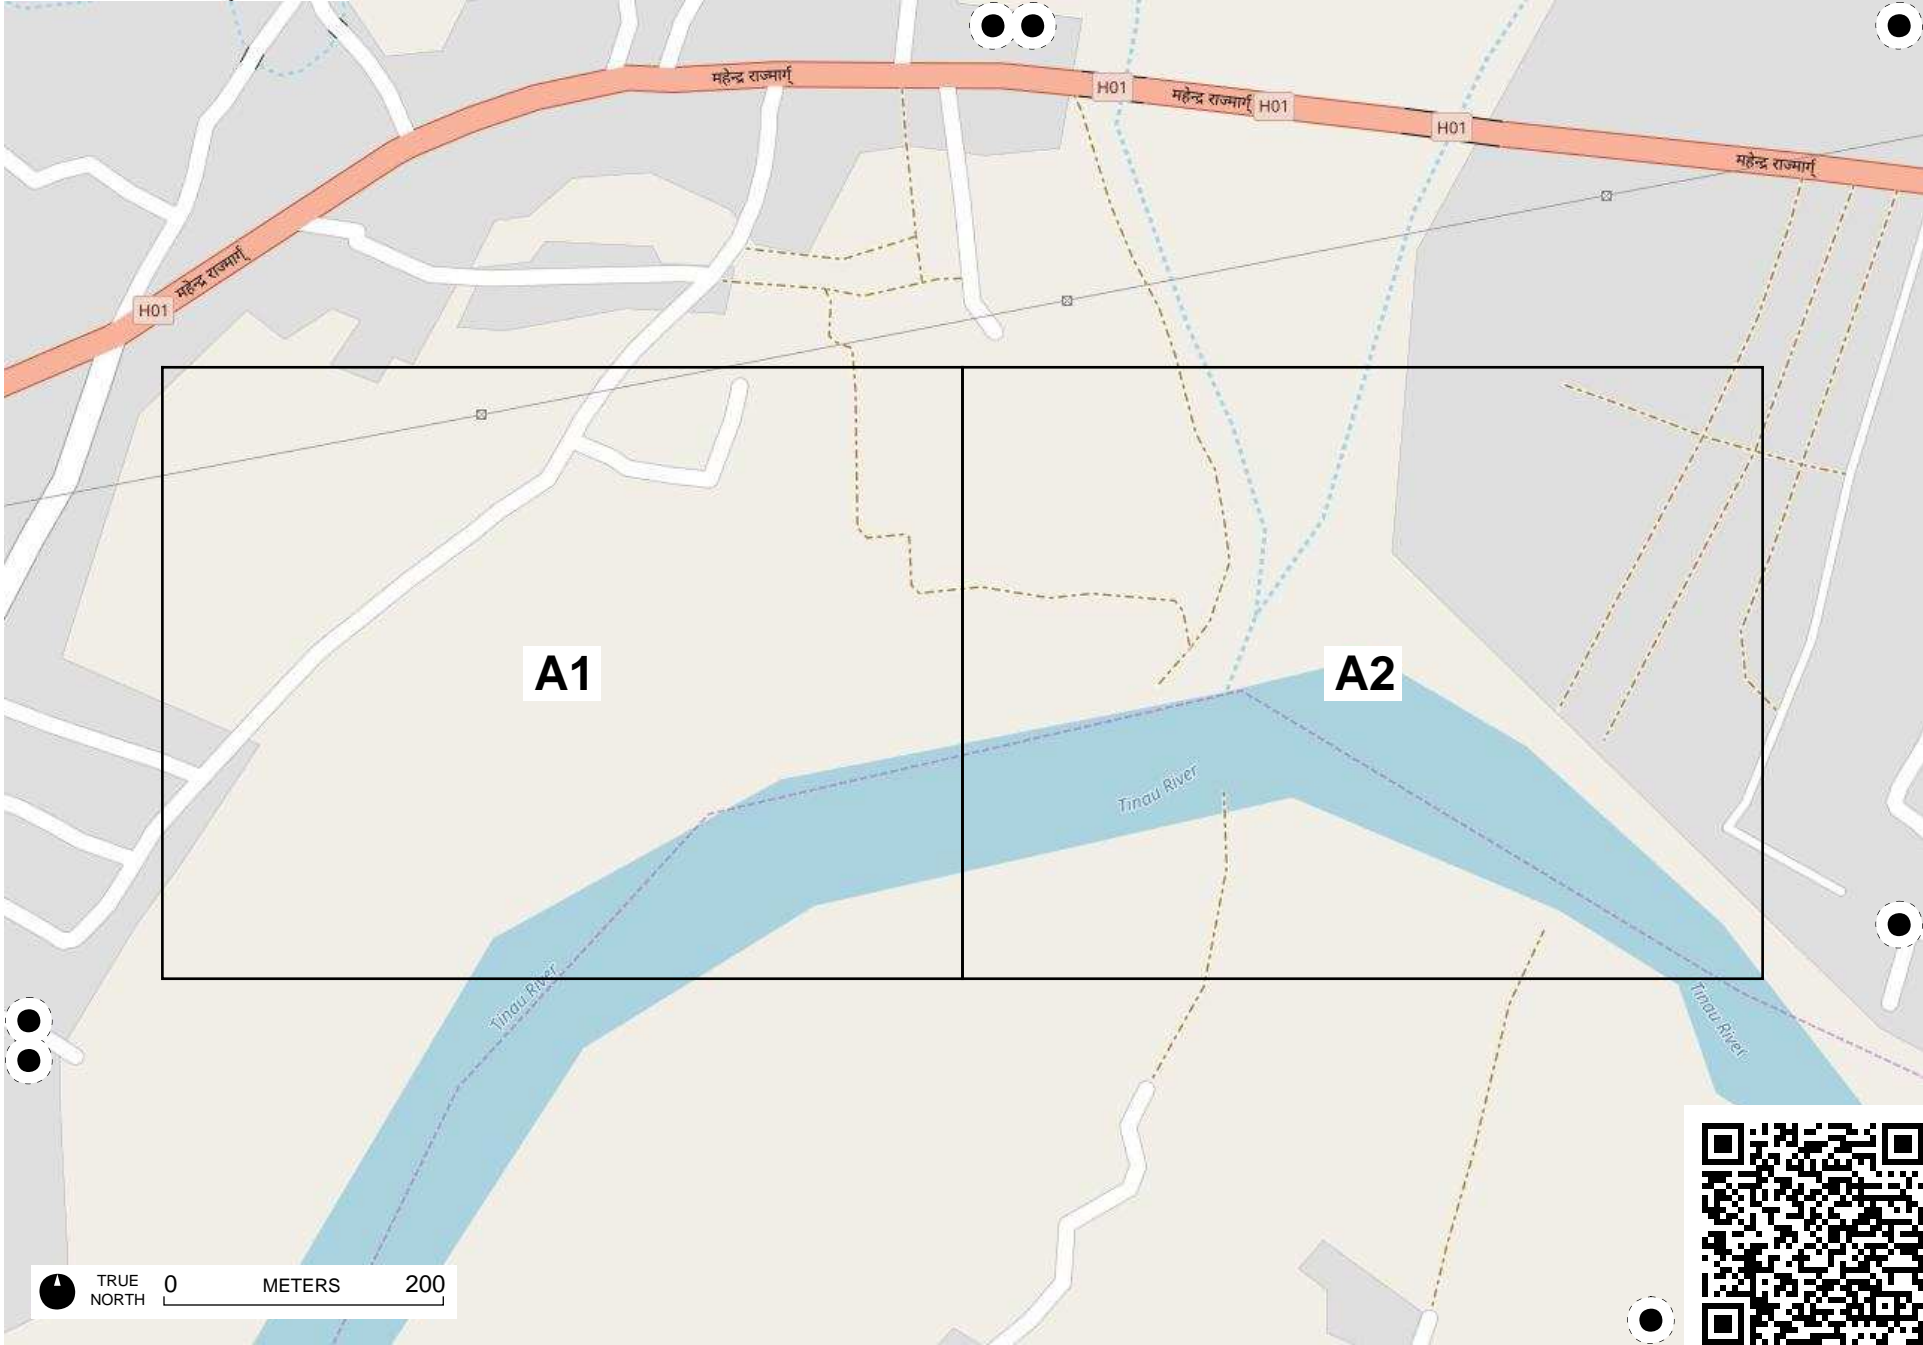 महेन्द्र राजमार्ग
H01
महेन्द्र राजमार्ग
H01
H01
महेन्द्र राजमार्ग
महेन्द्र राजमार्ग
H01
A1
A2
Tinau River
Tinau River
Tinau River
TRUE
NORTH
0 METERS 200